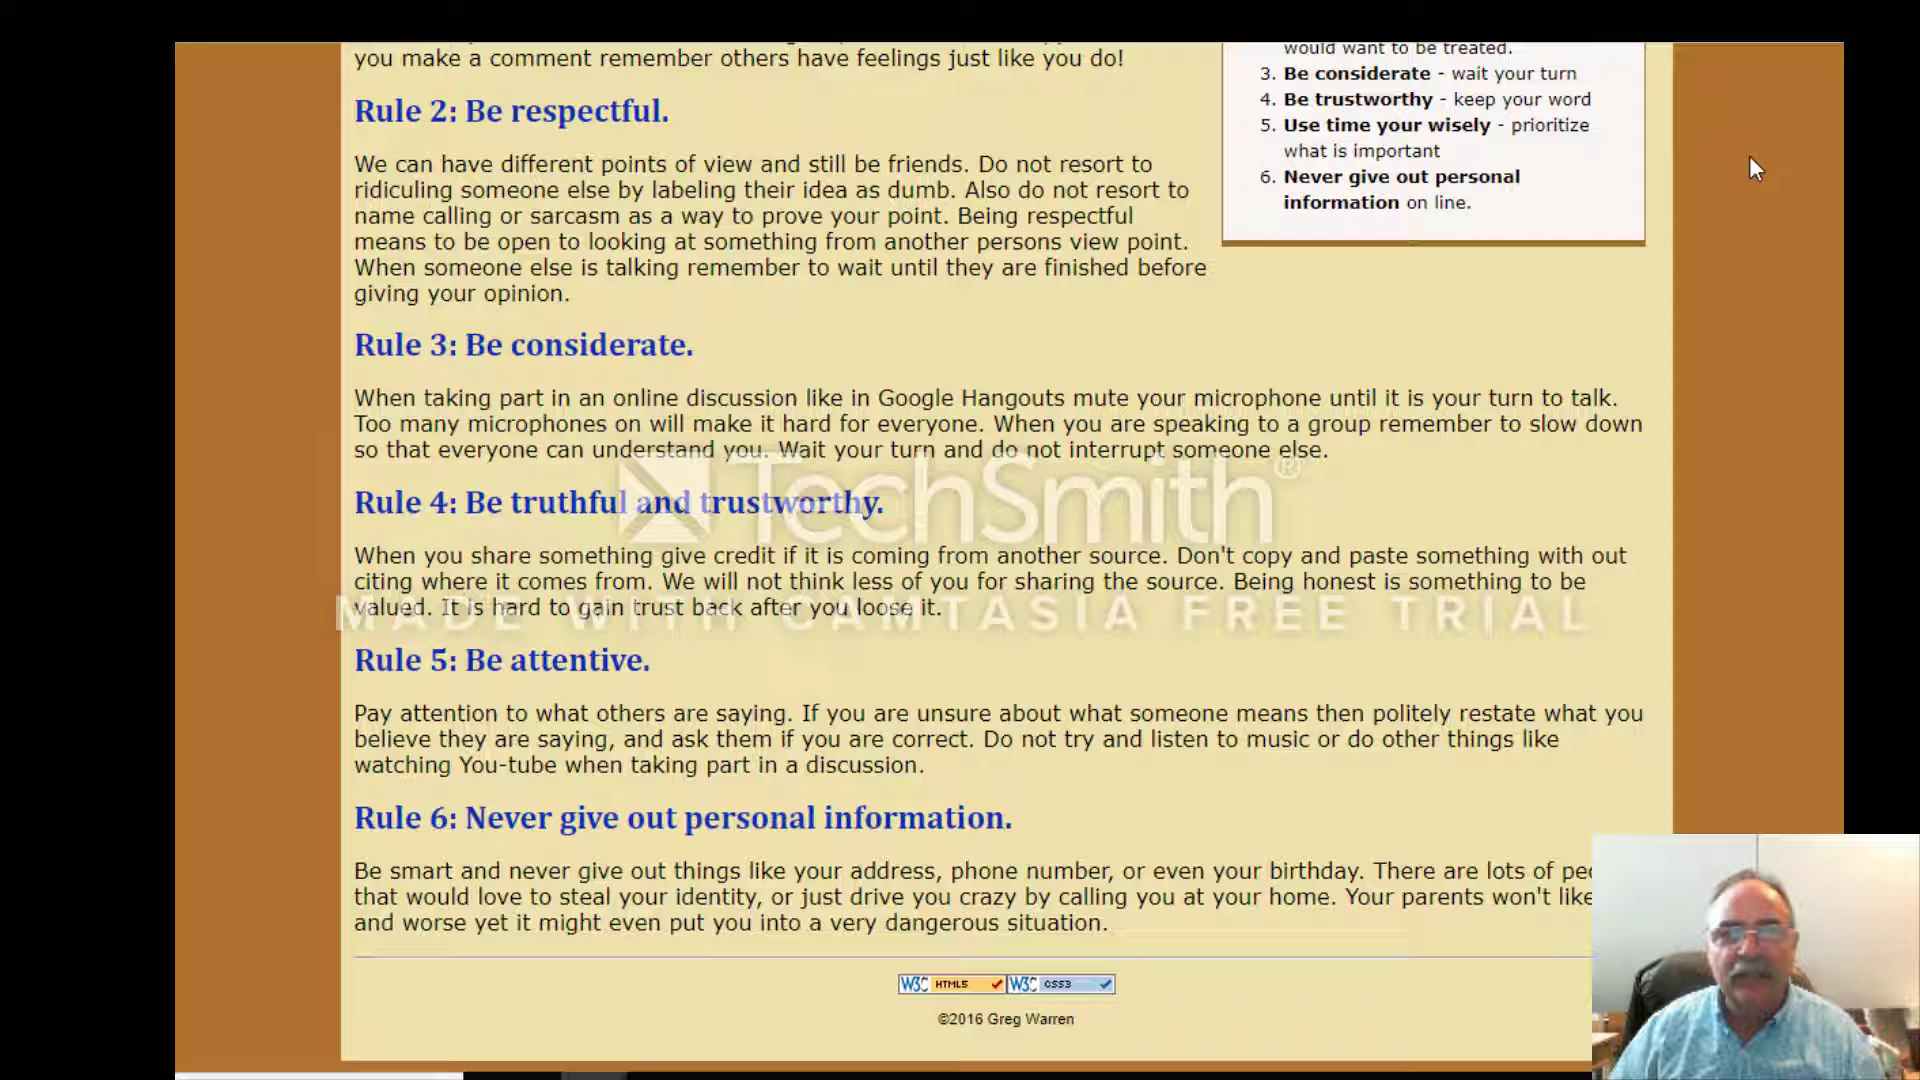 you make a comment remember others have feelings just like you do!
Rule 2: Be respectful.
We can have different points of view and still be friends. Do not resort to
ridiculing someone else by labeling their idea as dumb. Also do not resort to
name calling or sarcasm as a way to prove your point. Being respectful
means to be open to looking at something from another persons view point.
When someone else is talking remember to wait until they are finished before
giving your opinion.
would want to be treated.
3. Be considerate - wait your turn
4. Be trustworthy - keep your word
5. Use time your wisely - prioritize
what is important
6. Never give out personal
information on line.
Rule 3: Be considerate.
When taking part in an online discussion like in Google Hangouts mute your microphone until it is your turn to talk.
Too many microphones on will make it hard for everyone. When you are speaking to a group remember to slow down
so that everyone can understand you. Wait your turn and do not interrupt someone else.
TechSmith®
Rule 4: Be truthful and trustworthy.
When you share something give credit if it is coming from another source. Don't copy and paste something with out
citing where it comes from. We will not think less of you for sharing the source. Being honest is something to be
valued. It is hard to gain trust back after you loose it.
MADE WITH CAMTASIA FREE TRIAL
Rule 5: Be attentive.
Pay attention to what others are saying. If you are unsure about what someone means then politely restate what you
believe they are saying, and ask them if you are correct. Do not try and listen to music or do other things like
watching You-tube when taking part in a discussion.
Rule 6: Never give out personal information.
Be smart and never give out things like your address, phone number, or even your birthday. There are lots of
that would love to steal your identity, or just drive you crazy by calling you at your home. Your parents won't like
and worse yet it might even put you into a very dangerous situation.
W3C HTML5 W3C CSS3
©2016 Greg Warren